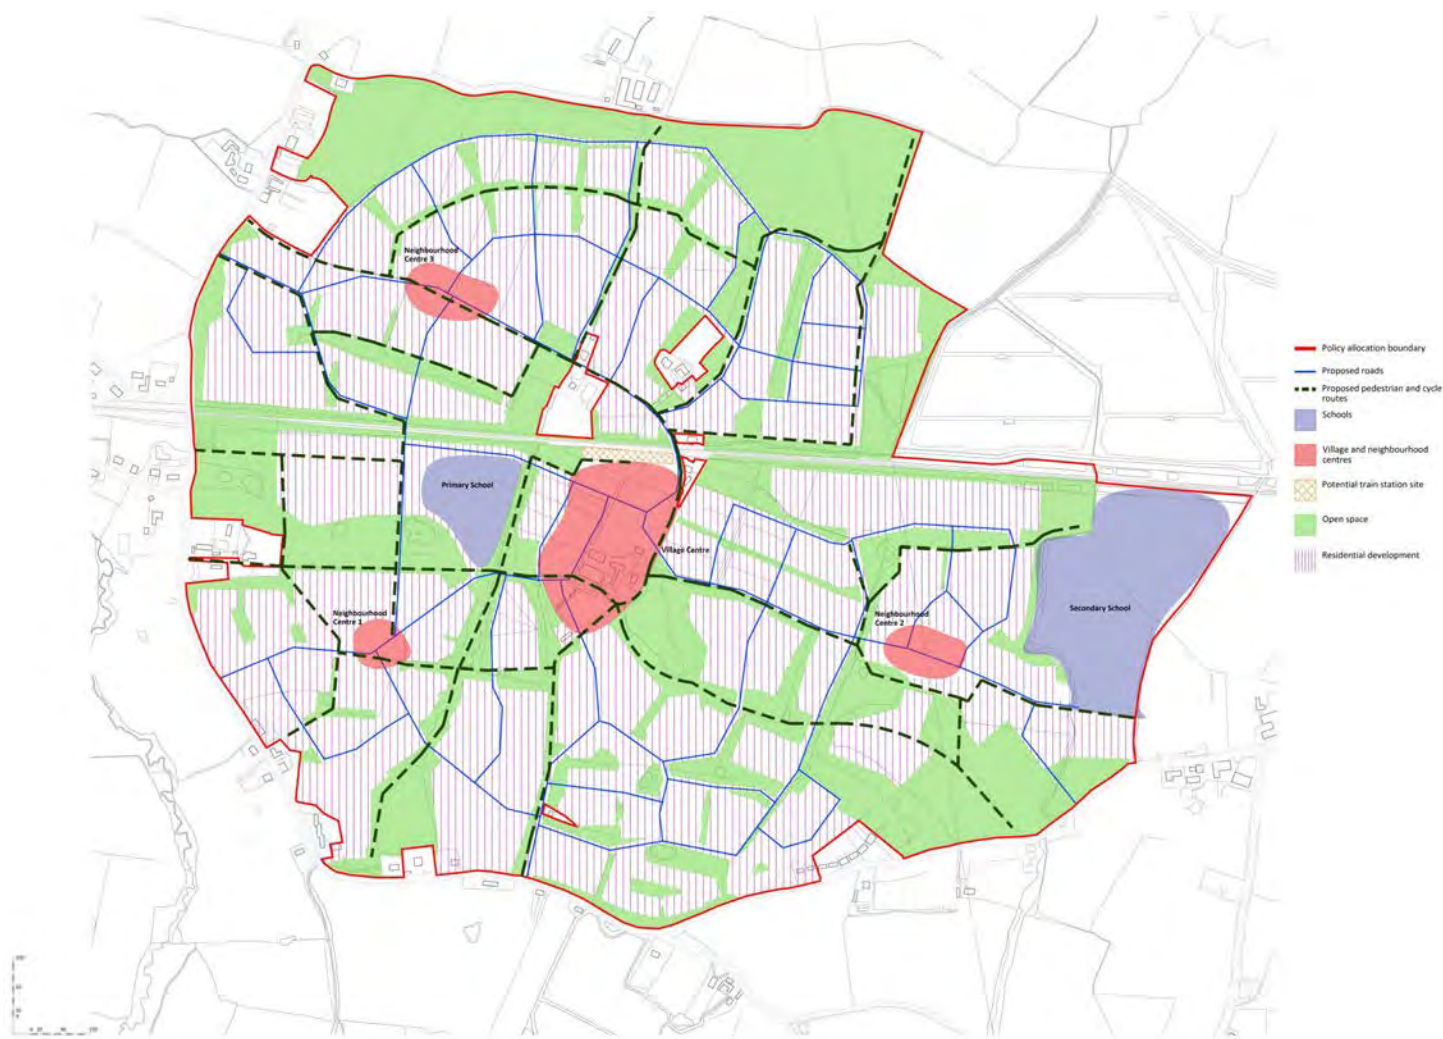 Neighbourhood
Centre 3
Primary School
Village Centre
Neighbourhood
Centre 1
Neighbourhood
Centre 2
Secondary School
Policy allocation boundary
Proposed roads
Proposed pedestrian and cycle
routes
Schools
Village and neighbourhood
centres
Potential train station site
Open space
Residential development